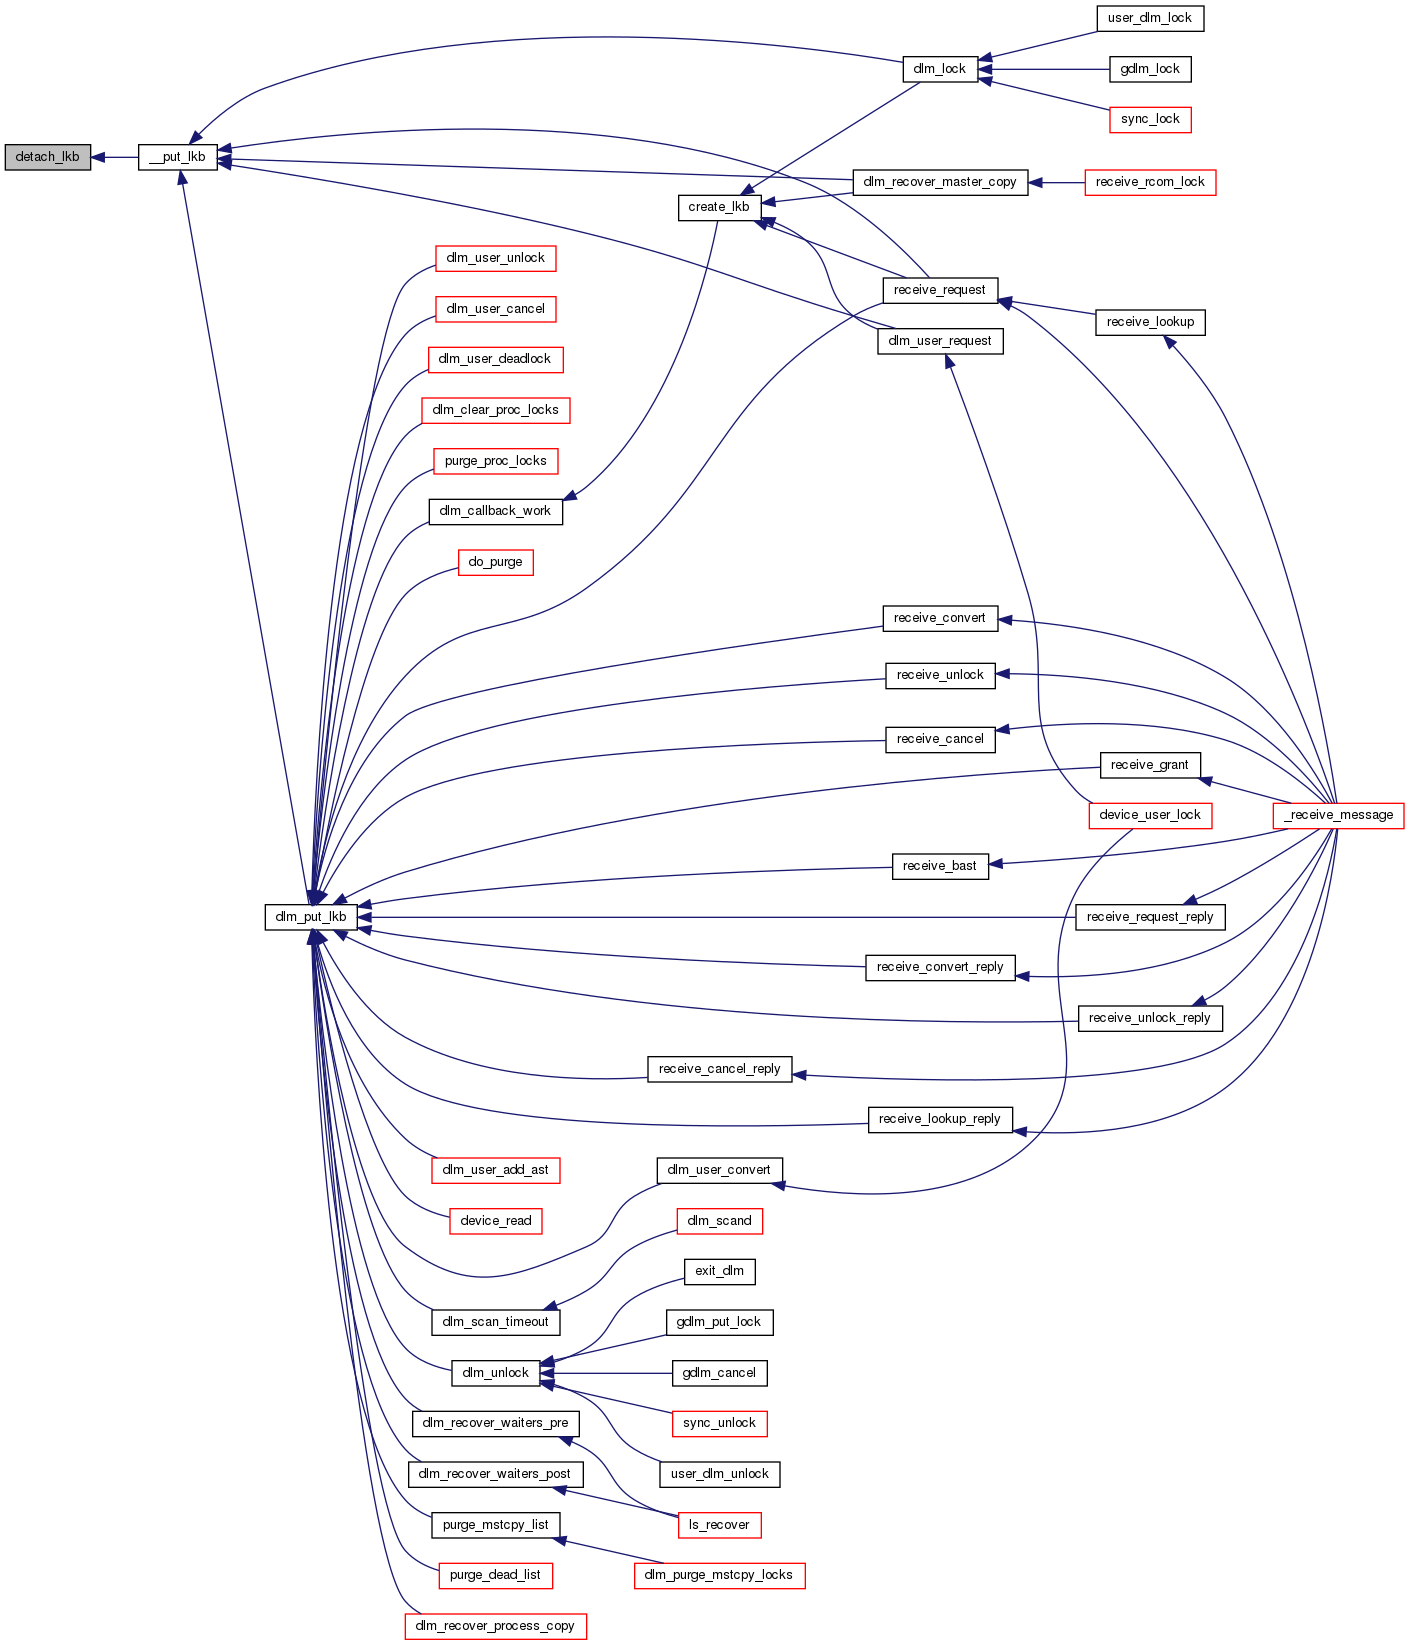 user_dlm_lock
dlm_lock
gdlm_lock
sync_lock
detach_lkb
__put_lkb
dlm_recover_master_copy
receive_rcom_lock
create_lkb
dlm_user_unlock
receive_request
dlm_user_cancel
receive_lookup
dlm_user_request
dlm_user_deadlock
dlm_clear_proc_locks
purge_proc_locks
dlm_callback_work
do_purge
receive_convert
receive_unlock
receive_cancel
receive_grant
device_user_lock
_receive_message
receive_bast
dlm_put_lkb
receive_request_reply
receive_convert_reply
receive_unlock_reply
receive_cancel_reply
receive_lookup_reply
dlm_user_add_ast
dlm_user_convert
device_read
dlm_scand
exit_dlm
dlm_scan_timeout
gdlm_put_lock
dlm_unlock
gdlm_cancel
dlm_recover_waiters_pre
sync_unlock
dlm_recover_waiters_post
user_dlm_unlock
purge_mstcpy_list
ls_recover
purge_dead_list
dlm_purge_mstcpy_locks
dlm_recover_process_copy